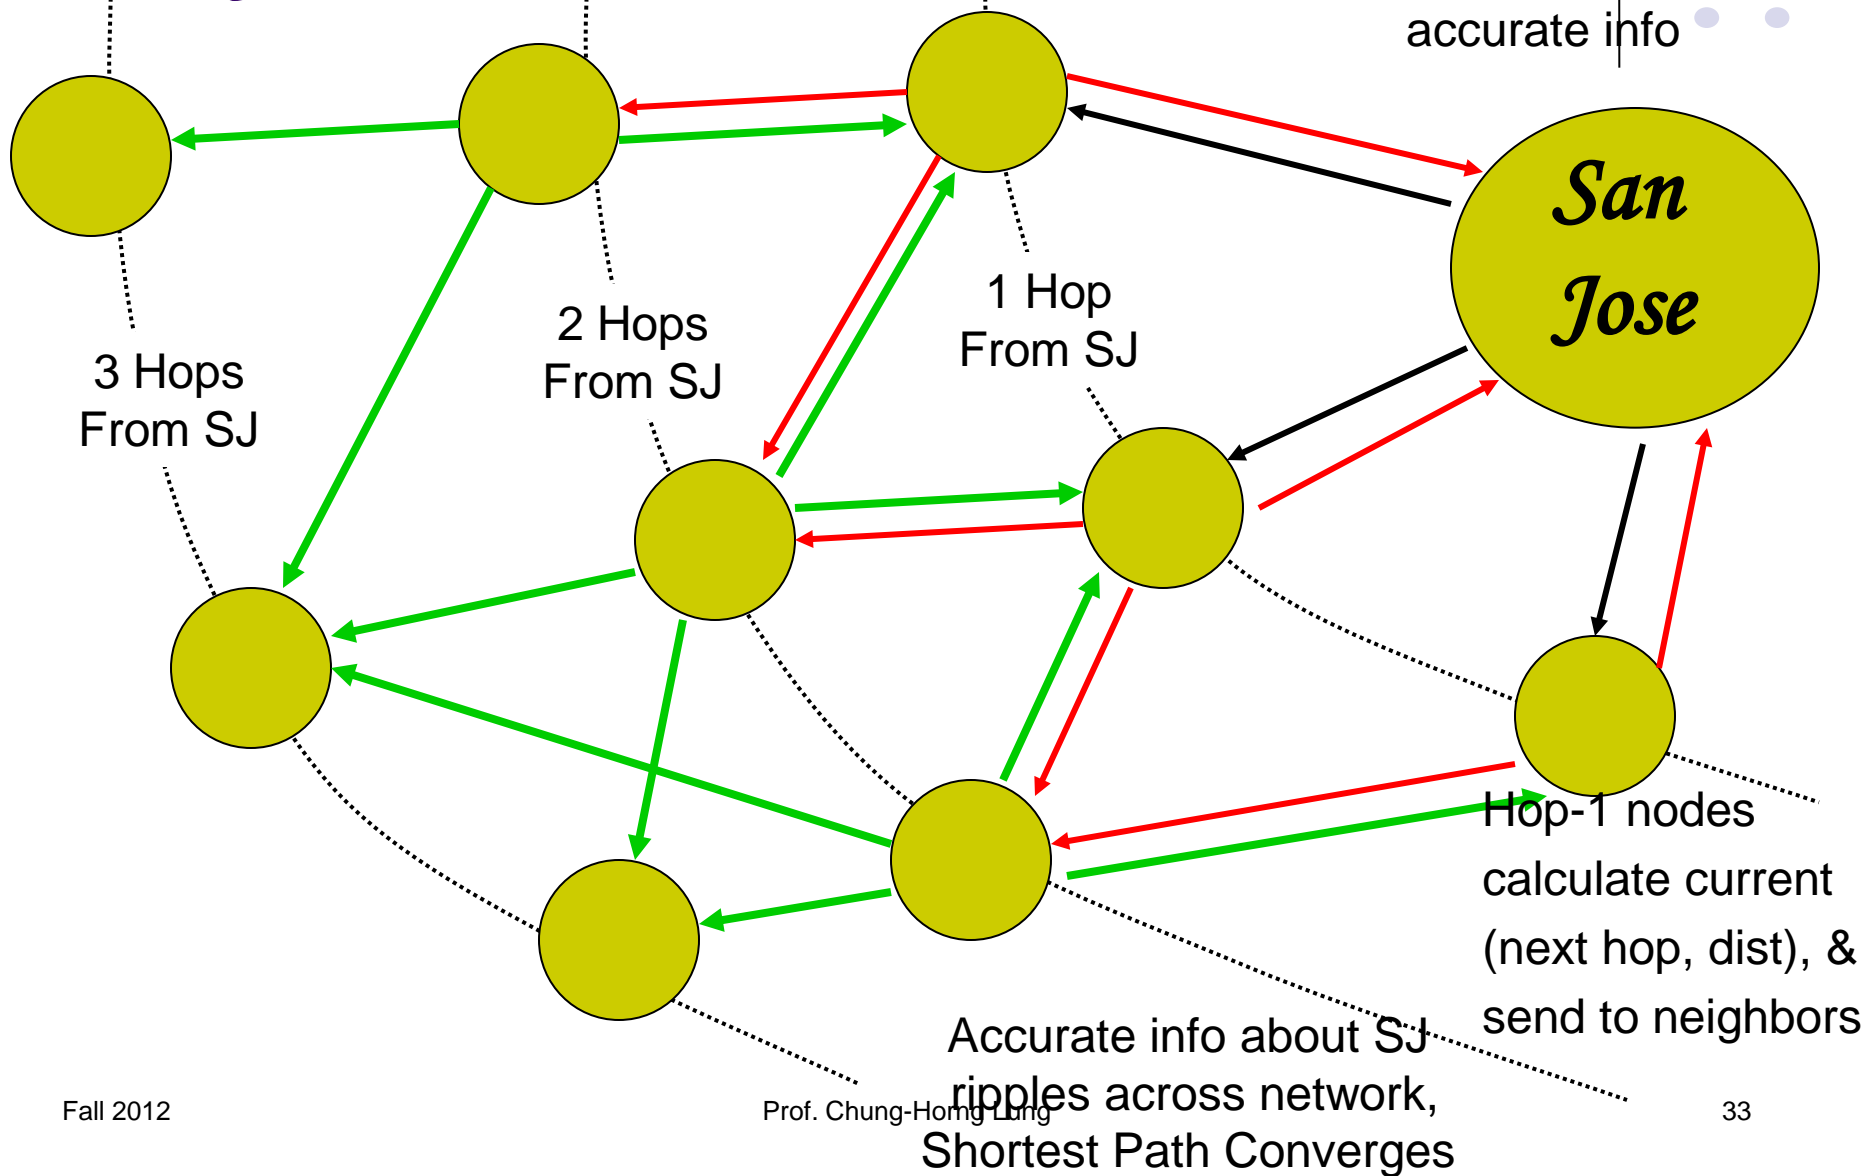 accurate info
San
Jose
1 Hop
From SJ
2 Hops
From SJ
3 Hops
From SJ
Hop-1 nodes
calculate current
(next hop, dist), &
send to neighbors
Accurate info about SJ
ripples across network,
Shortest Path Converges
Fall 2012
Prof. Chung-Horng Lung
33